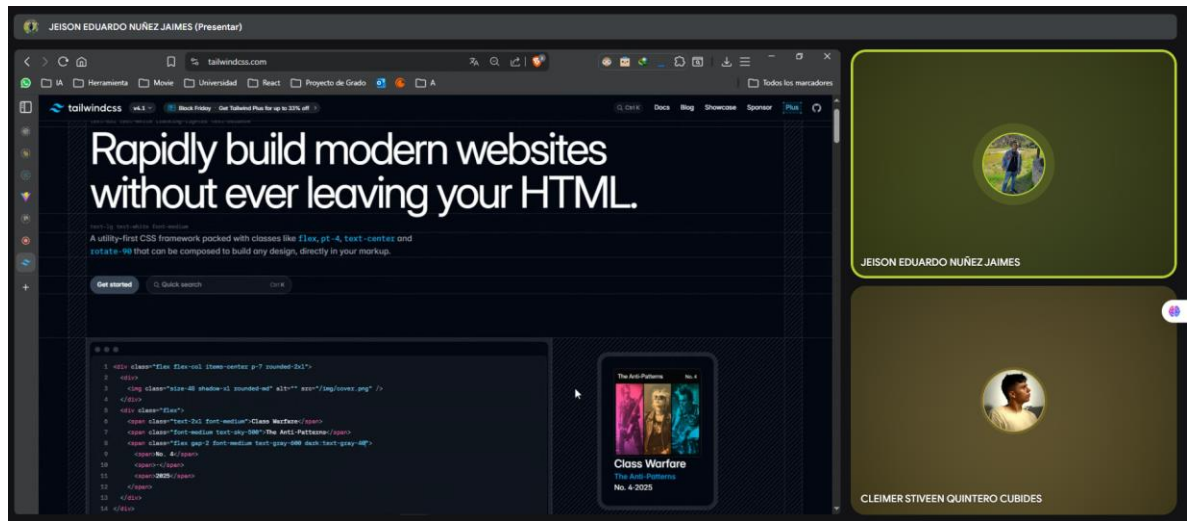 JEISON EDUARDO NUÑEZ JAIMES (Presentar)
tailwindcss.com
IA Herramienta Movie Universidad React Proyecto de Grado A Todos los marcadores
tailwindcss v4.1 Black Friday · Get Tailwind Plus for up to 33% off Ctrl K Docs Blog Showcase Sponsor Plus
Rapidly build modern websites
without ever leaving your HTML.
text-lg text-white font-medium
A utility-first CSS framework packed with classes like flex, pt-4, text-center and
rotate-90 that can be composed to build any design, directly in your markup.
Get started Quick search Ctrl K
1 <div class="flex flex-col items-center p-7 rounded-2xl">
2 <div>
3 <img class="size-48 shadow-xl rounded-md" alt="" src="/img/cover.png" />
4 </div>
5 <div class="flex">
6 <span class="text-2xl font-medium">Class Warfare</span>
7 <span class="font-medium text-sky-500">The Anti-Patterns</span>
8 <span class="flex gap-2 font-medium text-gray-600 dark:text-gray-40">
9 <span>No. 4</span>
10 <span>·</span>
11 <span>2025</span>
12 </span>
13 </div>
14 </div>
The Anti-Patterns No. 4
Class Warfare
The Anti-Patterns
No. 4·2025
JEISON EDUARDO NUÑEZ JAIMES
CLEIMER STIVEEN QUINTERO CUBIDES